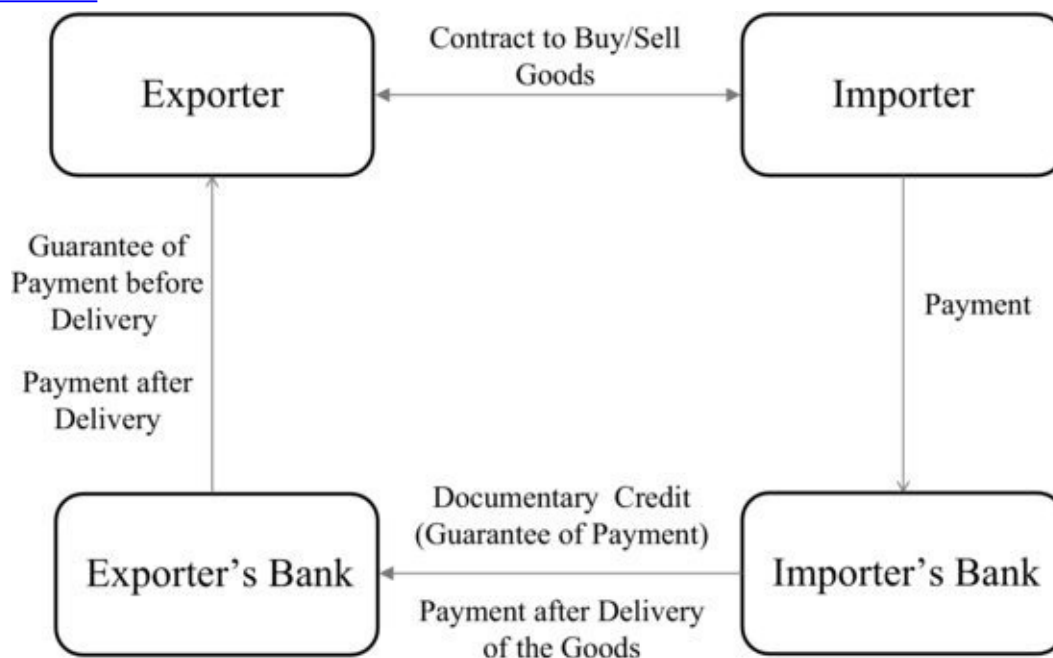 Contract to Buy/Sell
Goods
Exporter
Importer
Guarantee of
Payment before
Delivery
Payment
Payment after
Delivery
Documentary Credit
(Guarantee of Payment)
Exporter's Bank
Importer's Bank
Payment after Delivery
of the Goods